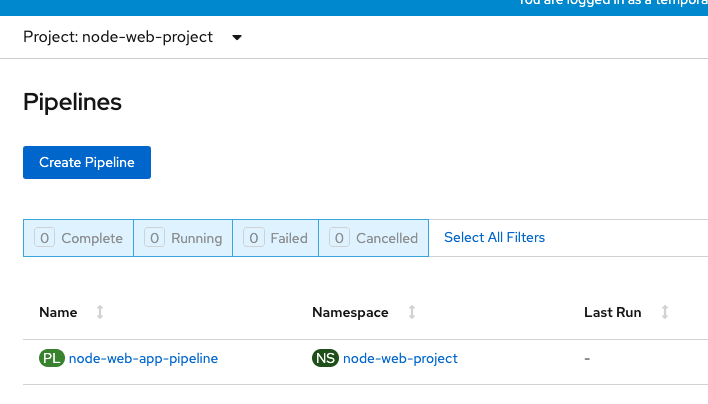 You are logged in as a tempora
Project: node-web-project
Pipelines
Create Pipeline
0 Complete 0 Running 0 Failed 0 Cancelled Select All Filters
Name Namespace Last Run
PL node-web-app-pipeline NS node-web-project -